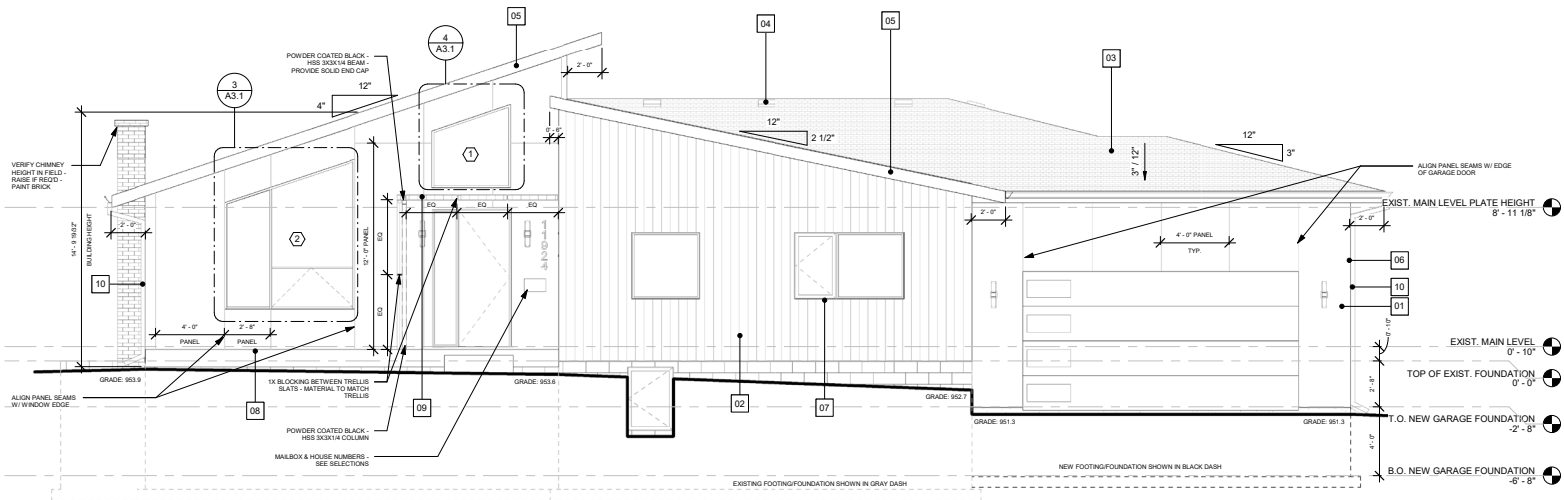 05
4
A3.1
04
05
03
POWDER COATED BLACK -
HSS 3X3X1/4 BEAM -
PROVIDE SOLID END CAP
2' - 0"
3
A3.1
12"
4"
12"
2 1/2"
12"
3"
3" / 12"
0' - 6"
1
VERIFY CHIMNEY
HEIGHT IN FIELD -
RAISE IF REQ'D -
PAINT BRICK
ALIGN PANEL SEAMS W/ EDGE
OF GARAGE DOOR
EXIST. MAIN LEVEL PLATE HEIGHT
8' - 11 1/8"
14' - 9 19/32"
BUILDING HEIGHT
2' - 0"
2
12' - 0" PANEL
EQ
EQ
EQ
EQ
EQ
11924
2' - 0"
4' - 0" PANEL
TYP.
2' - 0"
06
10
10
01
4' - 0"
PANEL
2' - 8"
PANEL
0' - 10"
EXIST. MAIN LEVEL
0' - 10"
TOP OF EXIST. FOUNDATION
0' - 0"
GRADE: 953.9
GRADE: 953.6
GRADE: 952.7
GRADE: 951.3
GRADE: 951.3
2' - 8"
4' - 0"
ALIGN PANEL SEAMS
W/ WINDOW EDGE
08
1X BLOCKING BETWEEN TRELLIS
SLATS - MATERIAL TO MATCH
TRELLIS
09
02
07
POWDER COATED BLACK -
HSS 3X3X1/4 COLUMN
MAILBOX & HOUSE NUMBERS -
SEE SELECTIONS
T.O. NEW GARAGE FOUNDATION
-2' - 8"
NEW FOOTING/FOUNDATION SHOWN IN BLACK DASH
B.O. NEW GARAGE FOUNDATION
-6' - 8"
EXISTING FOOTING/FOUNDATION SHOWN IN GRAY DASH